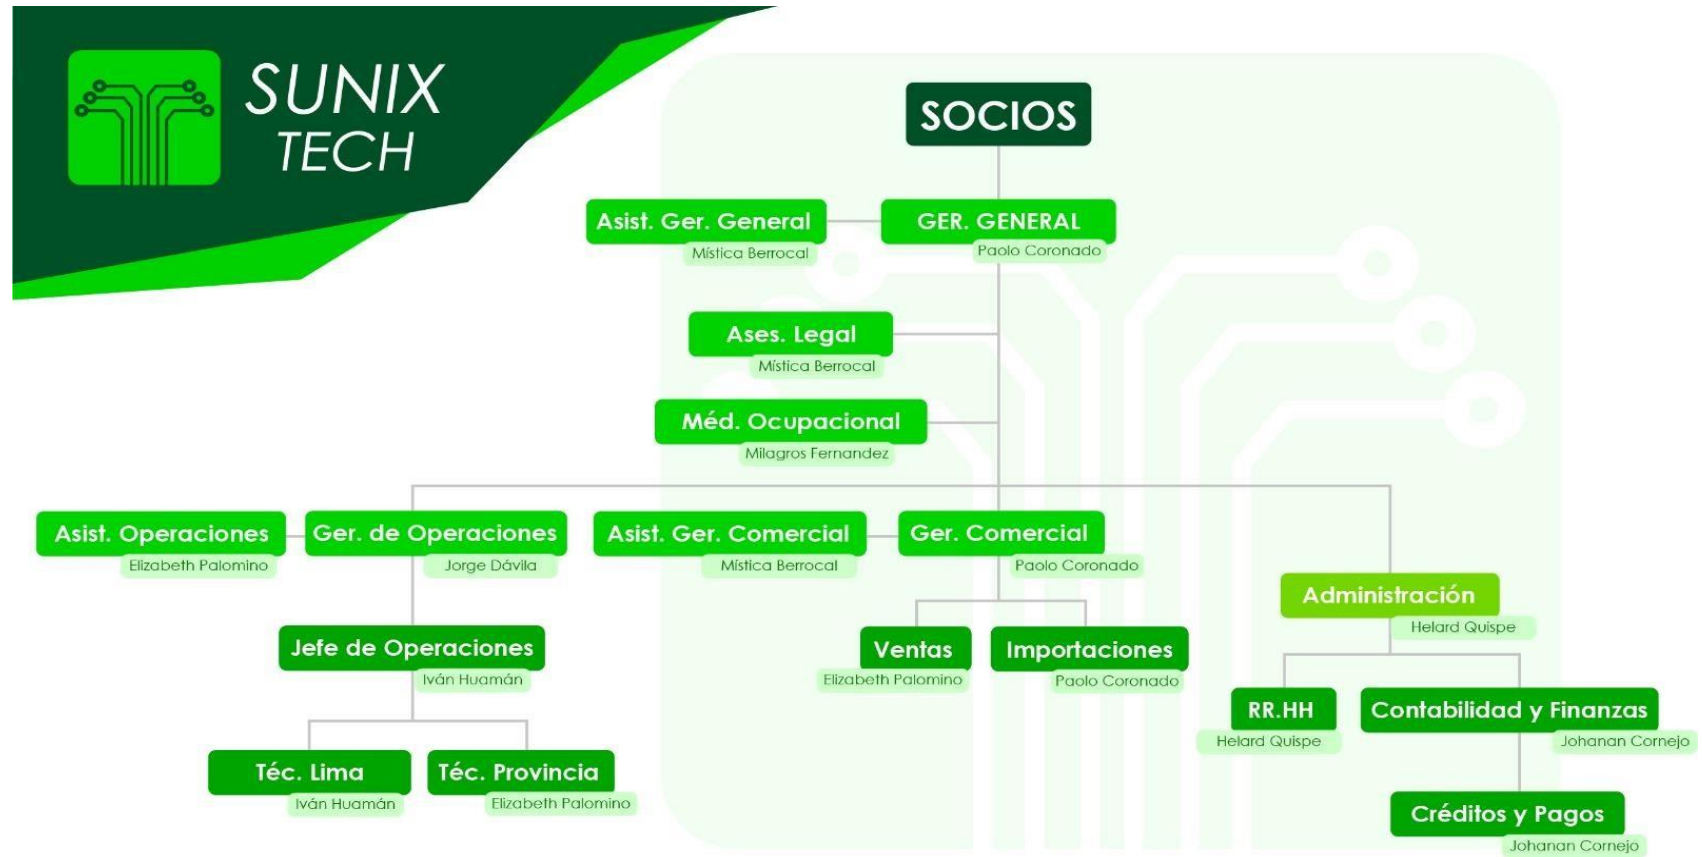 SUNIX
TECH
SOCIOS
Asist. Ger. General
Mística Berrocal
GER. GENERAL
Paolo Coronado
Ases. Legal
Mística Berrocal
Méd. Ocupacional
Milagros Fernandez
Asist. Operaciones
Elizabeth Palomino
Ger. de Operaciones
Jorge Dávila
Asist. Ger. Comercial
Mística Berrocal
Ger. Comercial
Paolo Coronado
Administración
Helard Quispe
Jefe de Operaciones
Iván Huamán
Ventas
Elizabeth Palomino
Importaciones
Paolo Coronado
RR.HH
Helard Quispe
Contabilidad y Finanzas
Johanan Cornejo
Téc. Lima
Iván Huamán
Téc. Provincia
Elizabeth Palomino
Créditos y Pagos
Johanan Cornejo